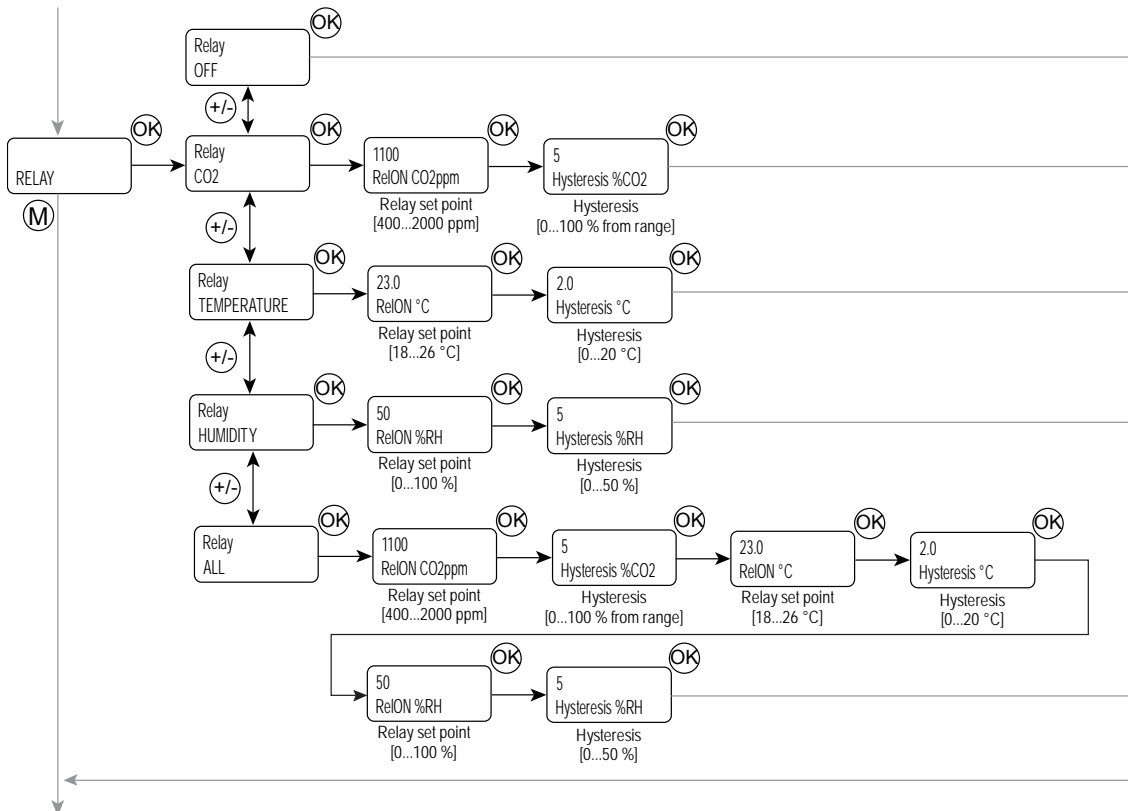 OK
Relay
OFF
+/-
OK
OK
OK
OK
RELAY
Relay
CO2
1100
RelON CO2ppm
5
Hysteresis %CO2
M
Relay set point
[400...2000 ppm]
Hysteresis
[0...100 % from range]
+/-
OK
OK
OK
Relay
TEMPERATURE
23.0
RelON °C
2.0
Hysteresis °C
Relay set point
[18...26 °C]
Hysteresis
[0...20 °C]
+/-
OK
OK
OK
Relay
HUMIDITY
50
RelON %RH
5
Hysteresis %RH
Relay set point
[0...100 %]
Hysteresis
[0...50 %]
+/-
OK
OK
OK
OK
OK
Relay
ALL
1100
RelON CO2ppm
5
Hysteresis %CO2
23.0
RelON °C
2.0
Hysteresis °C
Relay set point
[400...2000 ppm]
Hysteresis
[0...100 % from range]
Relay set point
[18...26 °C]
Hysteresis
[0...20 °C]
OK
OK
50
RelON %RH
5
Hysteresis %RH
Relay set point
[0...100 %]
Hysteresis
[0...50 %]